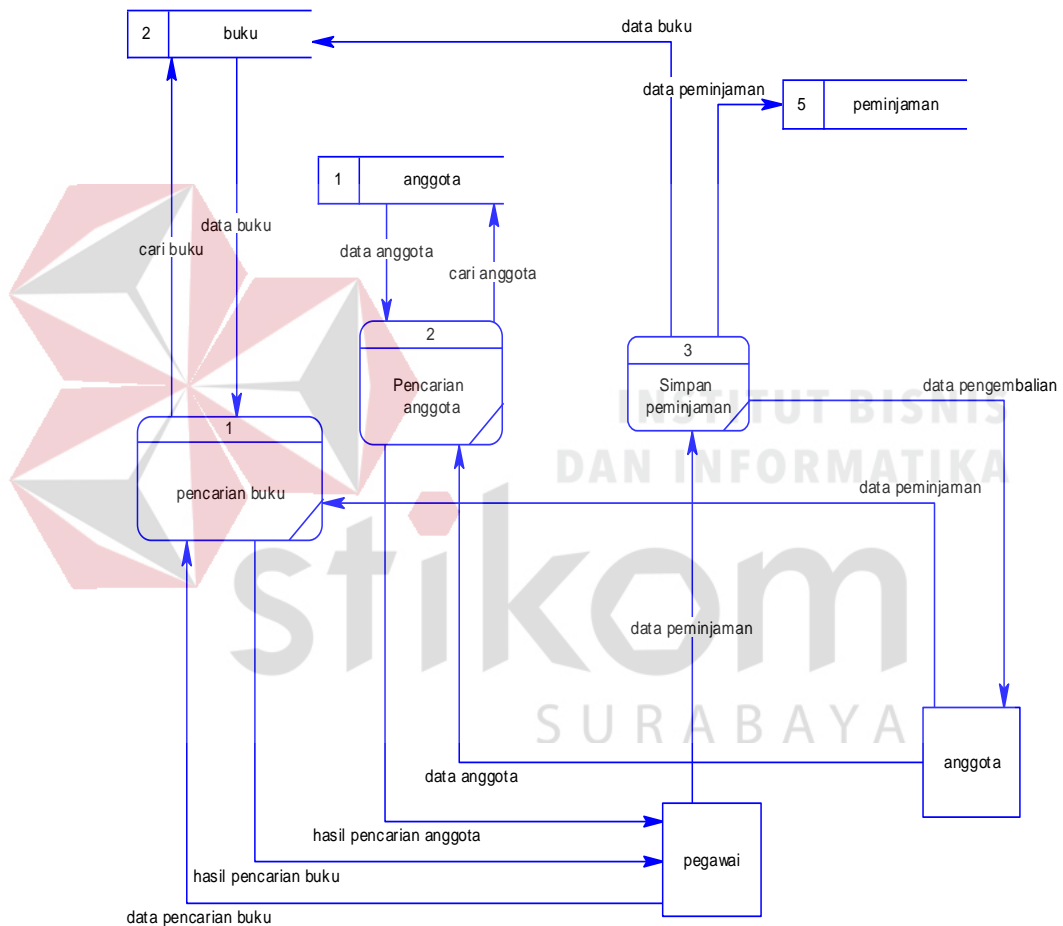 data buku
2 buku
data peminjaman
5 peminjaman
1 anggota
data buku
cari buku
data anggota
cari anggota
2
Pencarian
anggota
3
Simpan
peminjaman
data pengembalian
INSTITUT BISNIS
DAN INFORMATIKA
1
pencarian buku
data peminjaman
stikom
SURABAYA
data peminjaman
anggota
data anggota
hasil pencarian anggota
pegawai
hasil pencarian buku
data pencarian buku